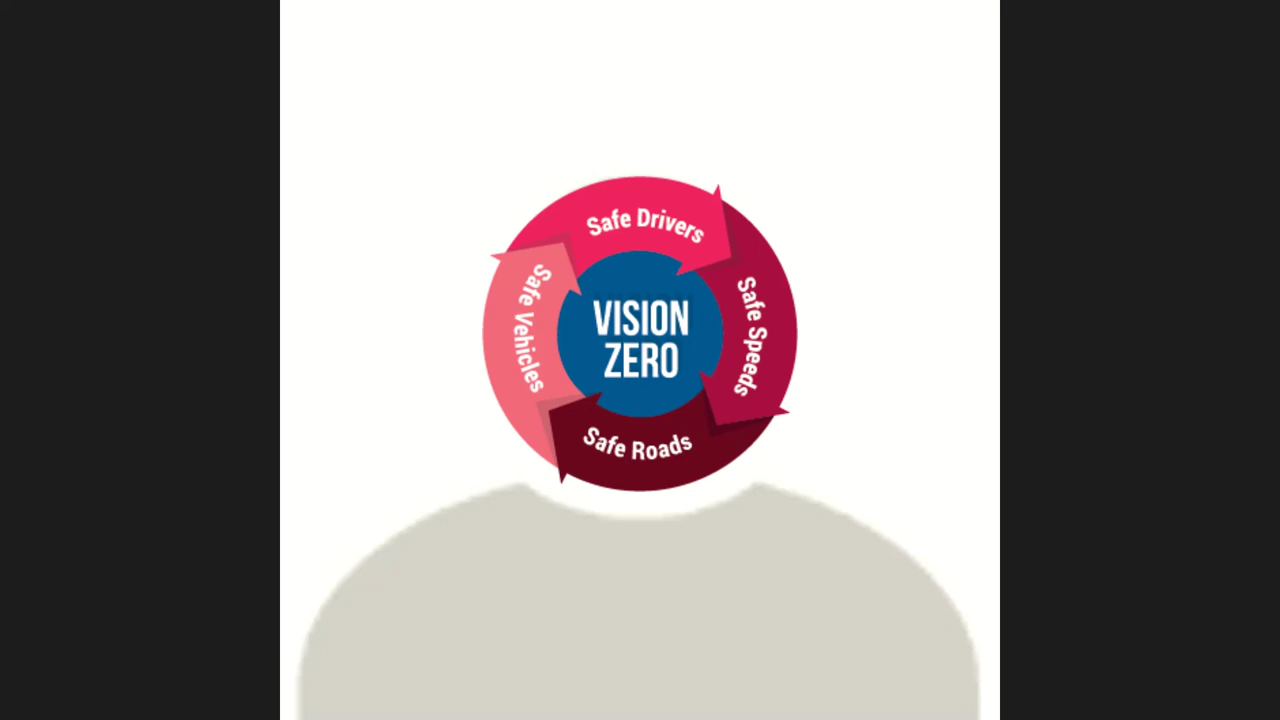 Safe Drivers
Safe Speeds
Safe Roads
Safe Vehicles
VISION
ZERO